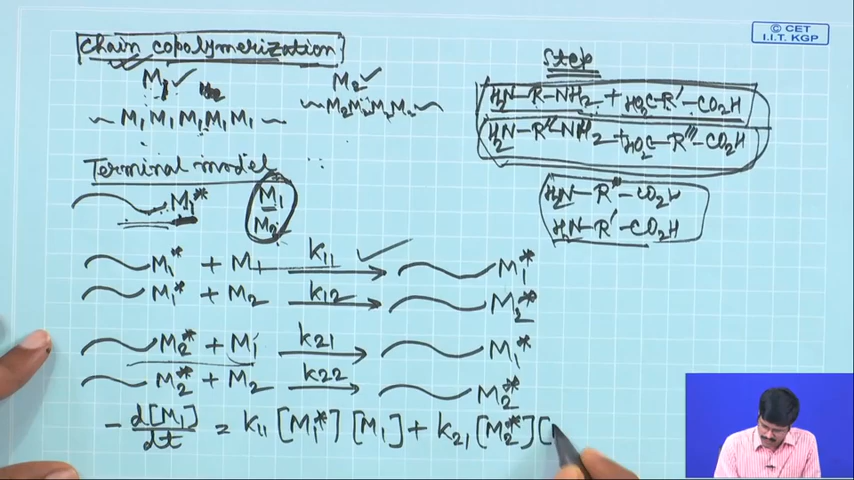 © CET
I.I.T. KGP
Chain copolymerization
M₁ M₂
~ M₁ M₁ M₁ M₁ M₁ ~
~ M₂ M₂ M₂ M₂ ~
Step
H₂N-R-NH₂ + HO₂C-R'-CO₂H
H₂N-R''-NH₂ + HO₂C-R'''-CO₂H
H₂N-R''-CO₂H
H₂N-R'-CO₂H
Terminal model
M₁* M₁
M₂
M₁* + M₁ k₁₁ → M₁*
M₁* + M₂ k₁₂ → M₂*
M₂* + M₁ k₂₁ → M₁*
M₂* + M₂ k₂₂ → M₂*
- d[M₁]/dt = k₁₁ [M₁*] [M₁] + k₂₁ [M₂*] [